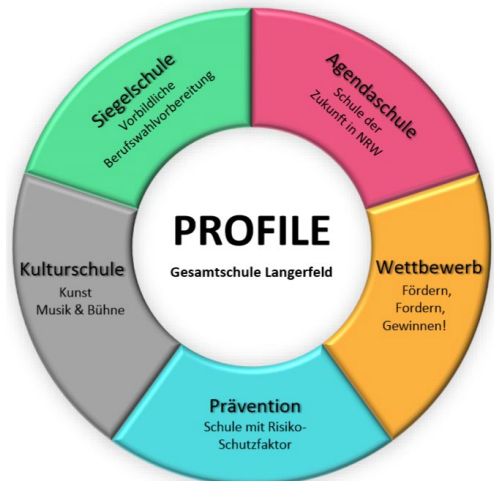 PROFILE
Gesamtschule Langerfeld
Siegelschule
Vorbildliche
Berufswahlvorbereitung
Agendaschule
Schule der
Zukunft in NRW
Wettbewerb
Fördern,
Fordern,
Gewinnen!
Prävention
Schule mit Risiko-
Schutzfaktor
Kulturschule
Kunst
Musik & Bühne